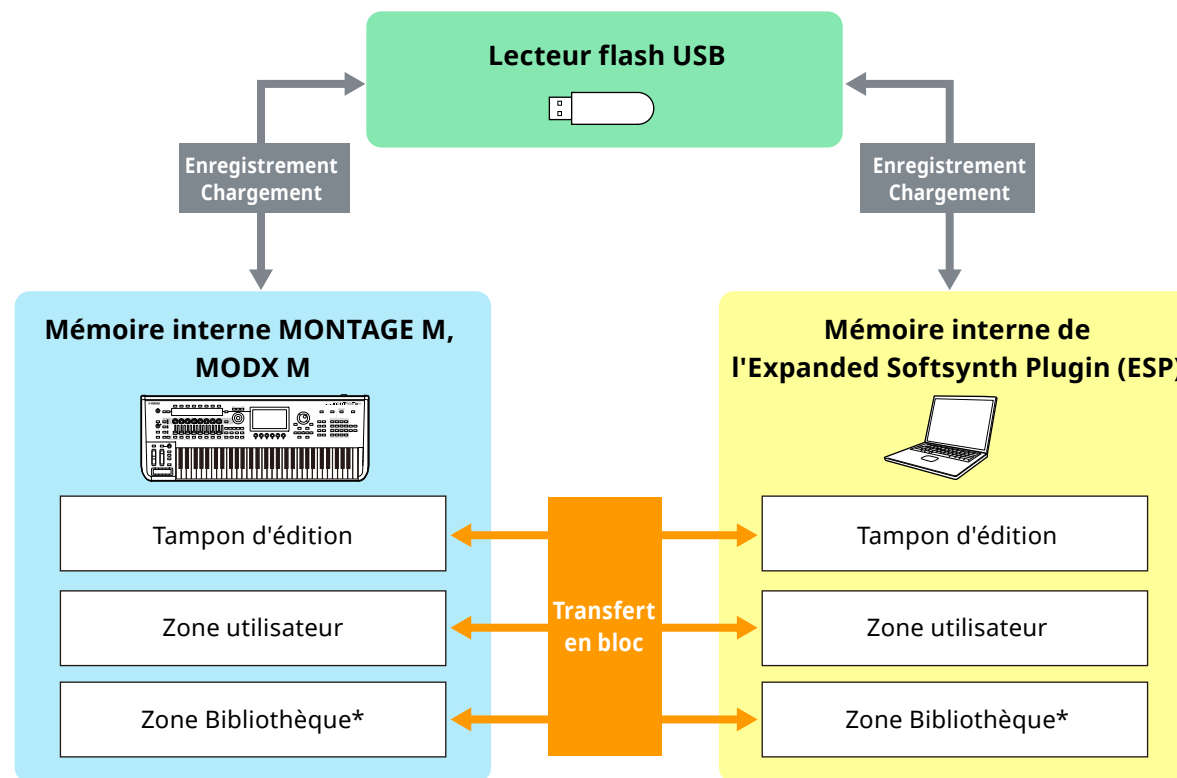 Lecteur flash USB
Enregistrement
Chargement
Enregistrement
Chargement
Mémoire interne MONTAGE M,
MODX M
Mémoire interne de
l'Expanded Softsynth Plugin (ESP)
Tampon d'édition
Tampon d'édition
Zone utilisateur
Transfert
en bloc
Zone utilisateur
Zone Bibliothèque*
Zone Bibliothèque*